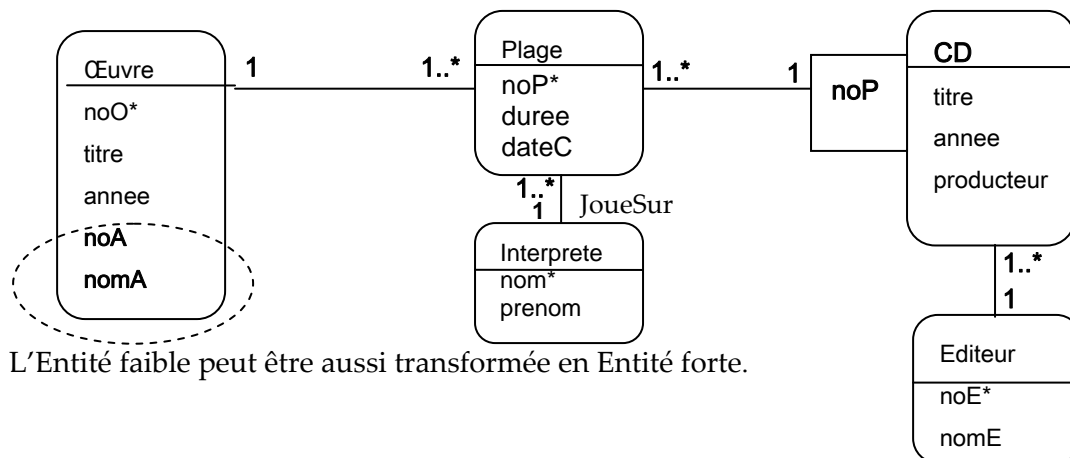 Œuvre
noO*
titre
annee
noA
nomA
1
1..*
Plage
noP*
duree
dateC
1..*
1
noP
CD
titre
annee
producteur
1..*
1
JoueSur
Interprete
nom*
prenom
1..*
1
Editeur
noE*
nomE
L'Entité faible peut être aussi transformée en Entité forte.